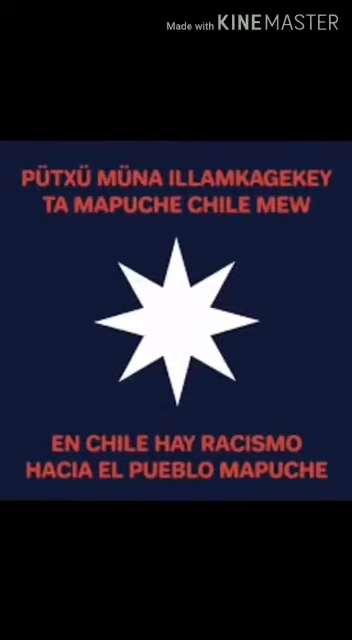 Made with KINEMASTER
PÜTXÜ MÜNA ILLAMKAGEKEY
TA MAPUCHE CHILE MEW
EN CHILE HAY RACISMO
HACIA EL PUEBLO MAPUCHE